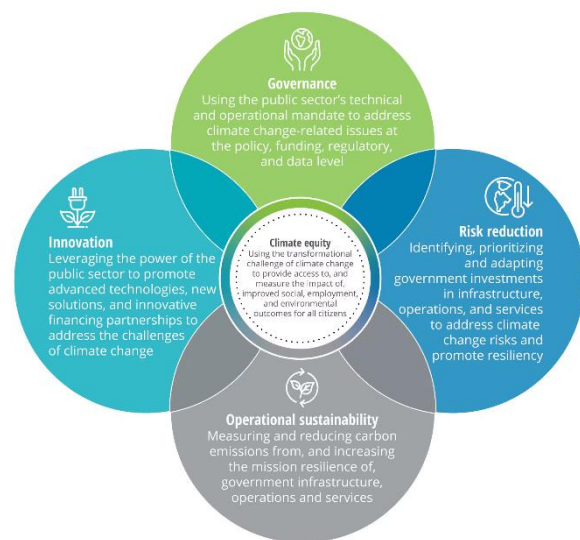 Governance
Using the public sector's technical
and operational mandate to address
climate change-related issues at
the policy, funding, regulatory,
and data level
Innovation
Leveraging the power of the
public sector to promote
advanced technologies, new
solutions, and innovative
financing partnerships to
address the challenges
of climate change
Climate equity
Using the transformational
challenge of climate change
to provide access to, and
measure the impact of,
improved social, employment,
and environmental
outcomes for all citizens
Risk reduction
Identifying, prioritizing
and adapting
government investments
in infrastructure,
operations, and services
to address climate
change risks and
promote resiliency
Operational sustainability
Measuring and reducing carbon
emissions from, and increasing
the mission resilience of,
government infrastructure,
operations and services